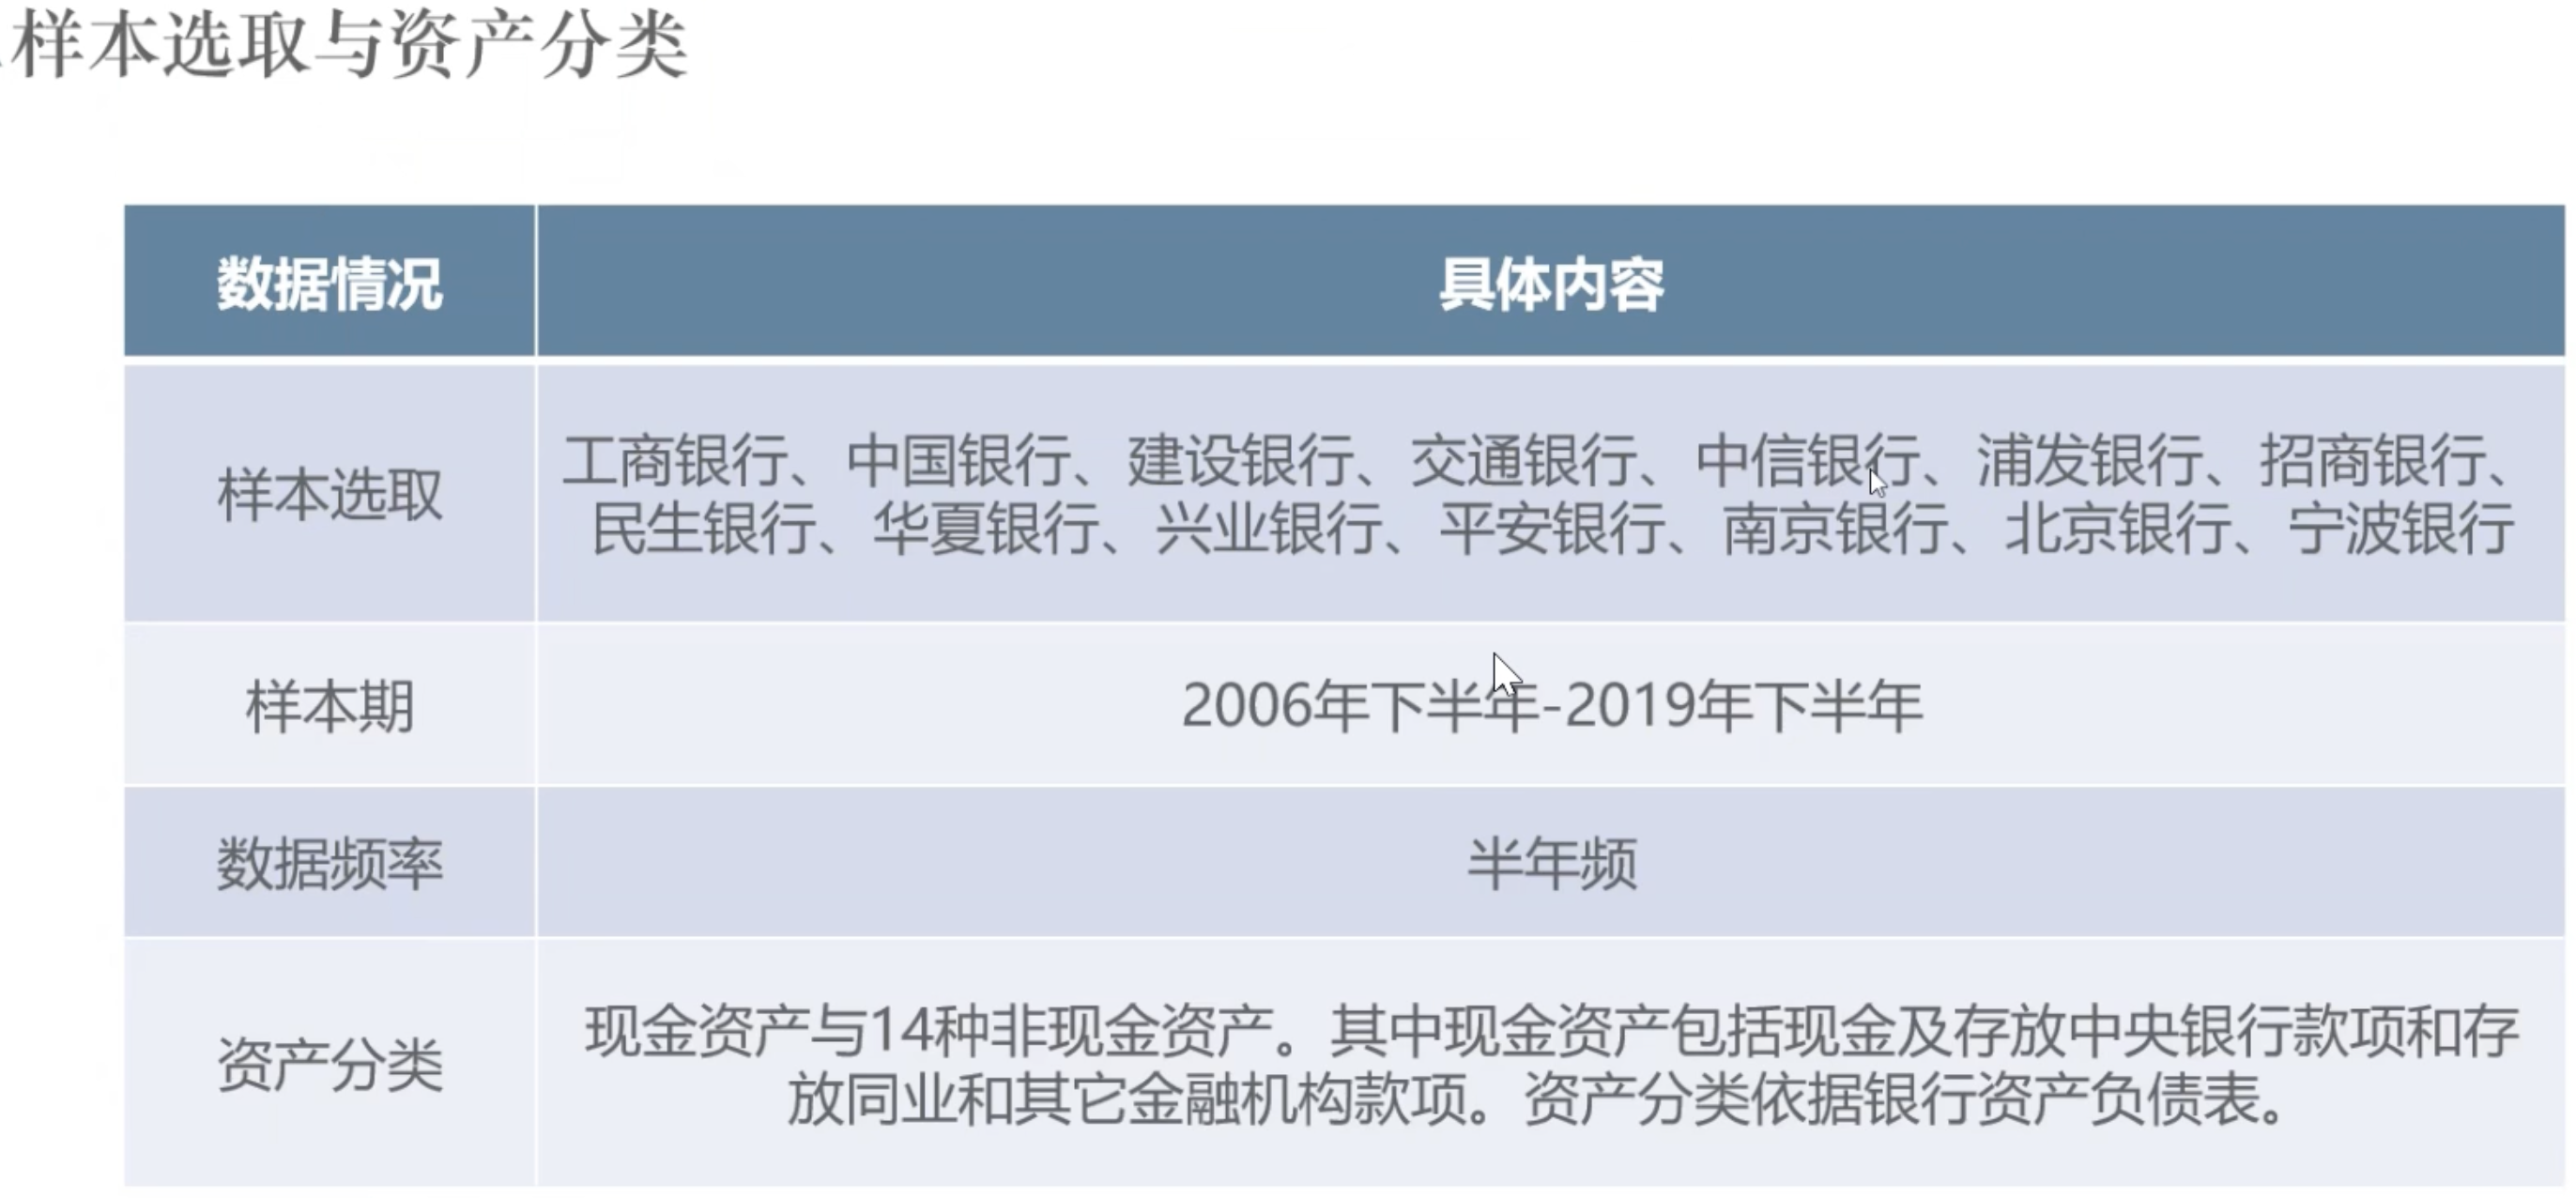 样本选取与资产分类
数据情况
具体内容
样本选取
工商银行、中国银行、建设银行、交通银行、中信银行、浦发银行、招商银行、
民生银行、华夏银行、兴业银行、平安银行、南京银行、北京银行、宁波银行
样本期
2006年下半年-2019年下半年
数据频率
半年频
资产分类
现金资产与14种非现金资产。其中现金资产包括现金及存放中央银行款项和存
放同业和其它金融机构款项。资产分类依据银行资产负债表。